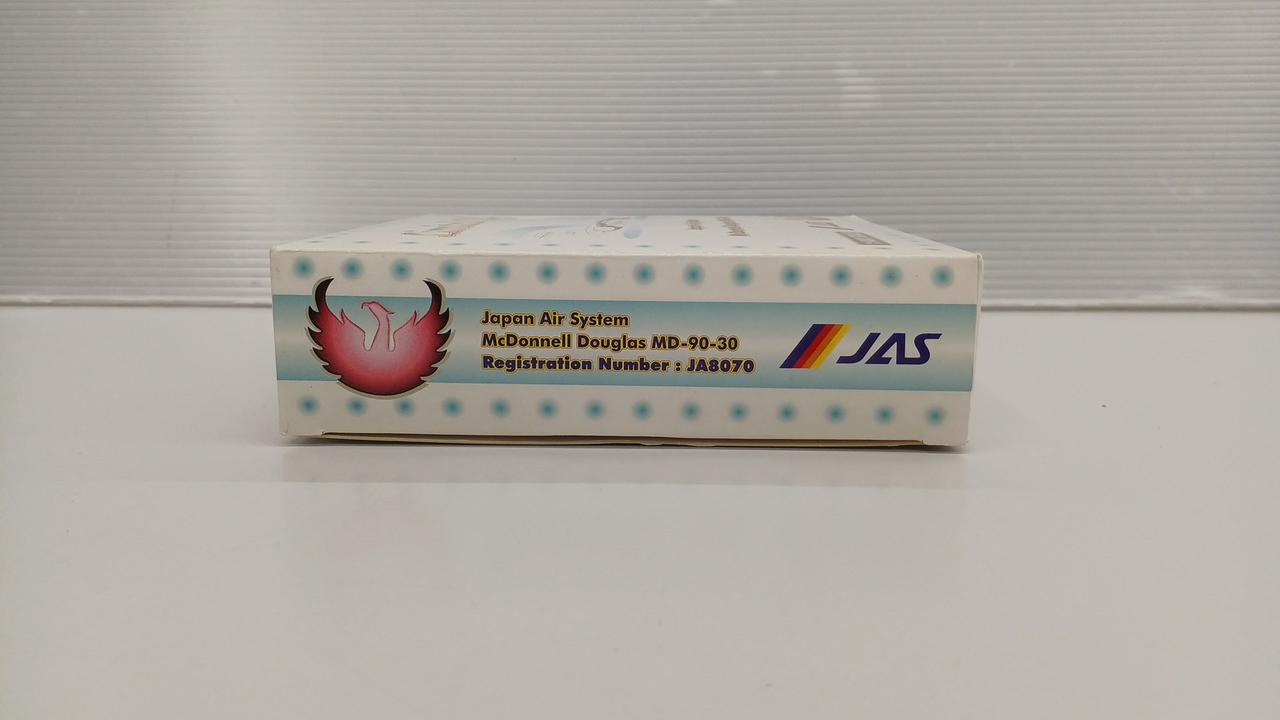 Japan Air System
McDonnell Douglas MD-90-30
Registration Number : JA8070
JAS